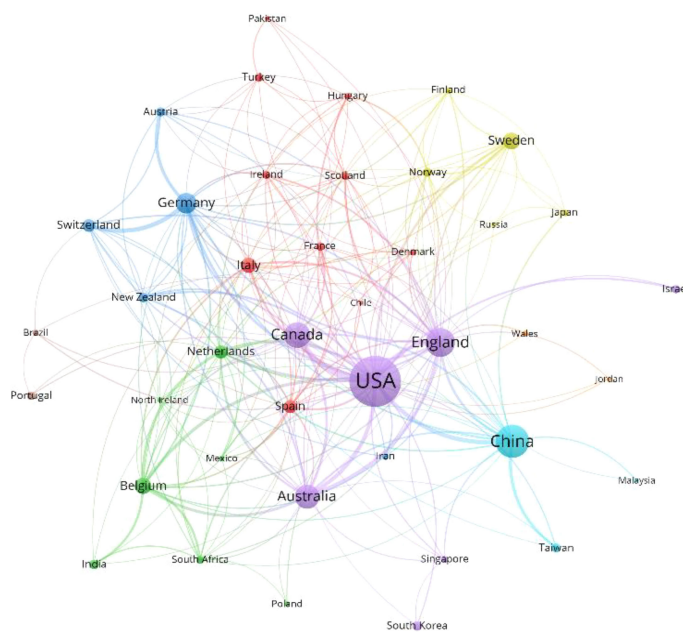 Pakistan
Turkey
Hungary
Finland
Austria
Sweden
Ireland
Scotland
Norway
Germany
Japan
Switzerland
Russia
France
Denmark
Italy
Israe
New Zealand
Chile
Brazil
Canada
England
Wales
Netherlands
USA
Jordan
Portugal
North Ireland
Spain
China
Mexico
Iran
Malaysia
Belgium
Australia
Taiwan
India
South Africa
Singapore
Poland
South Korea